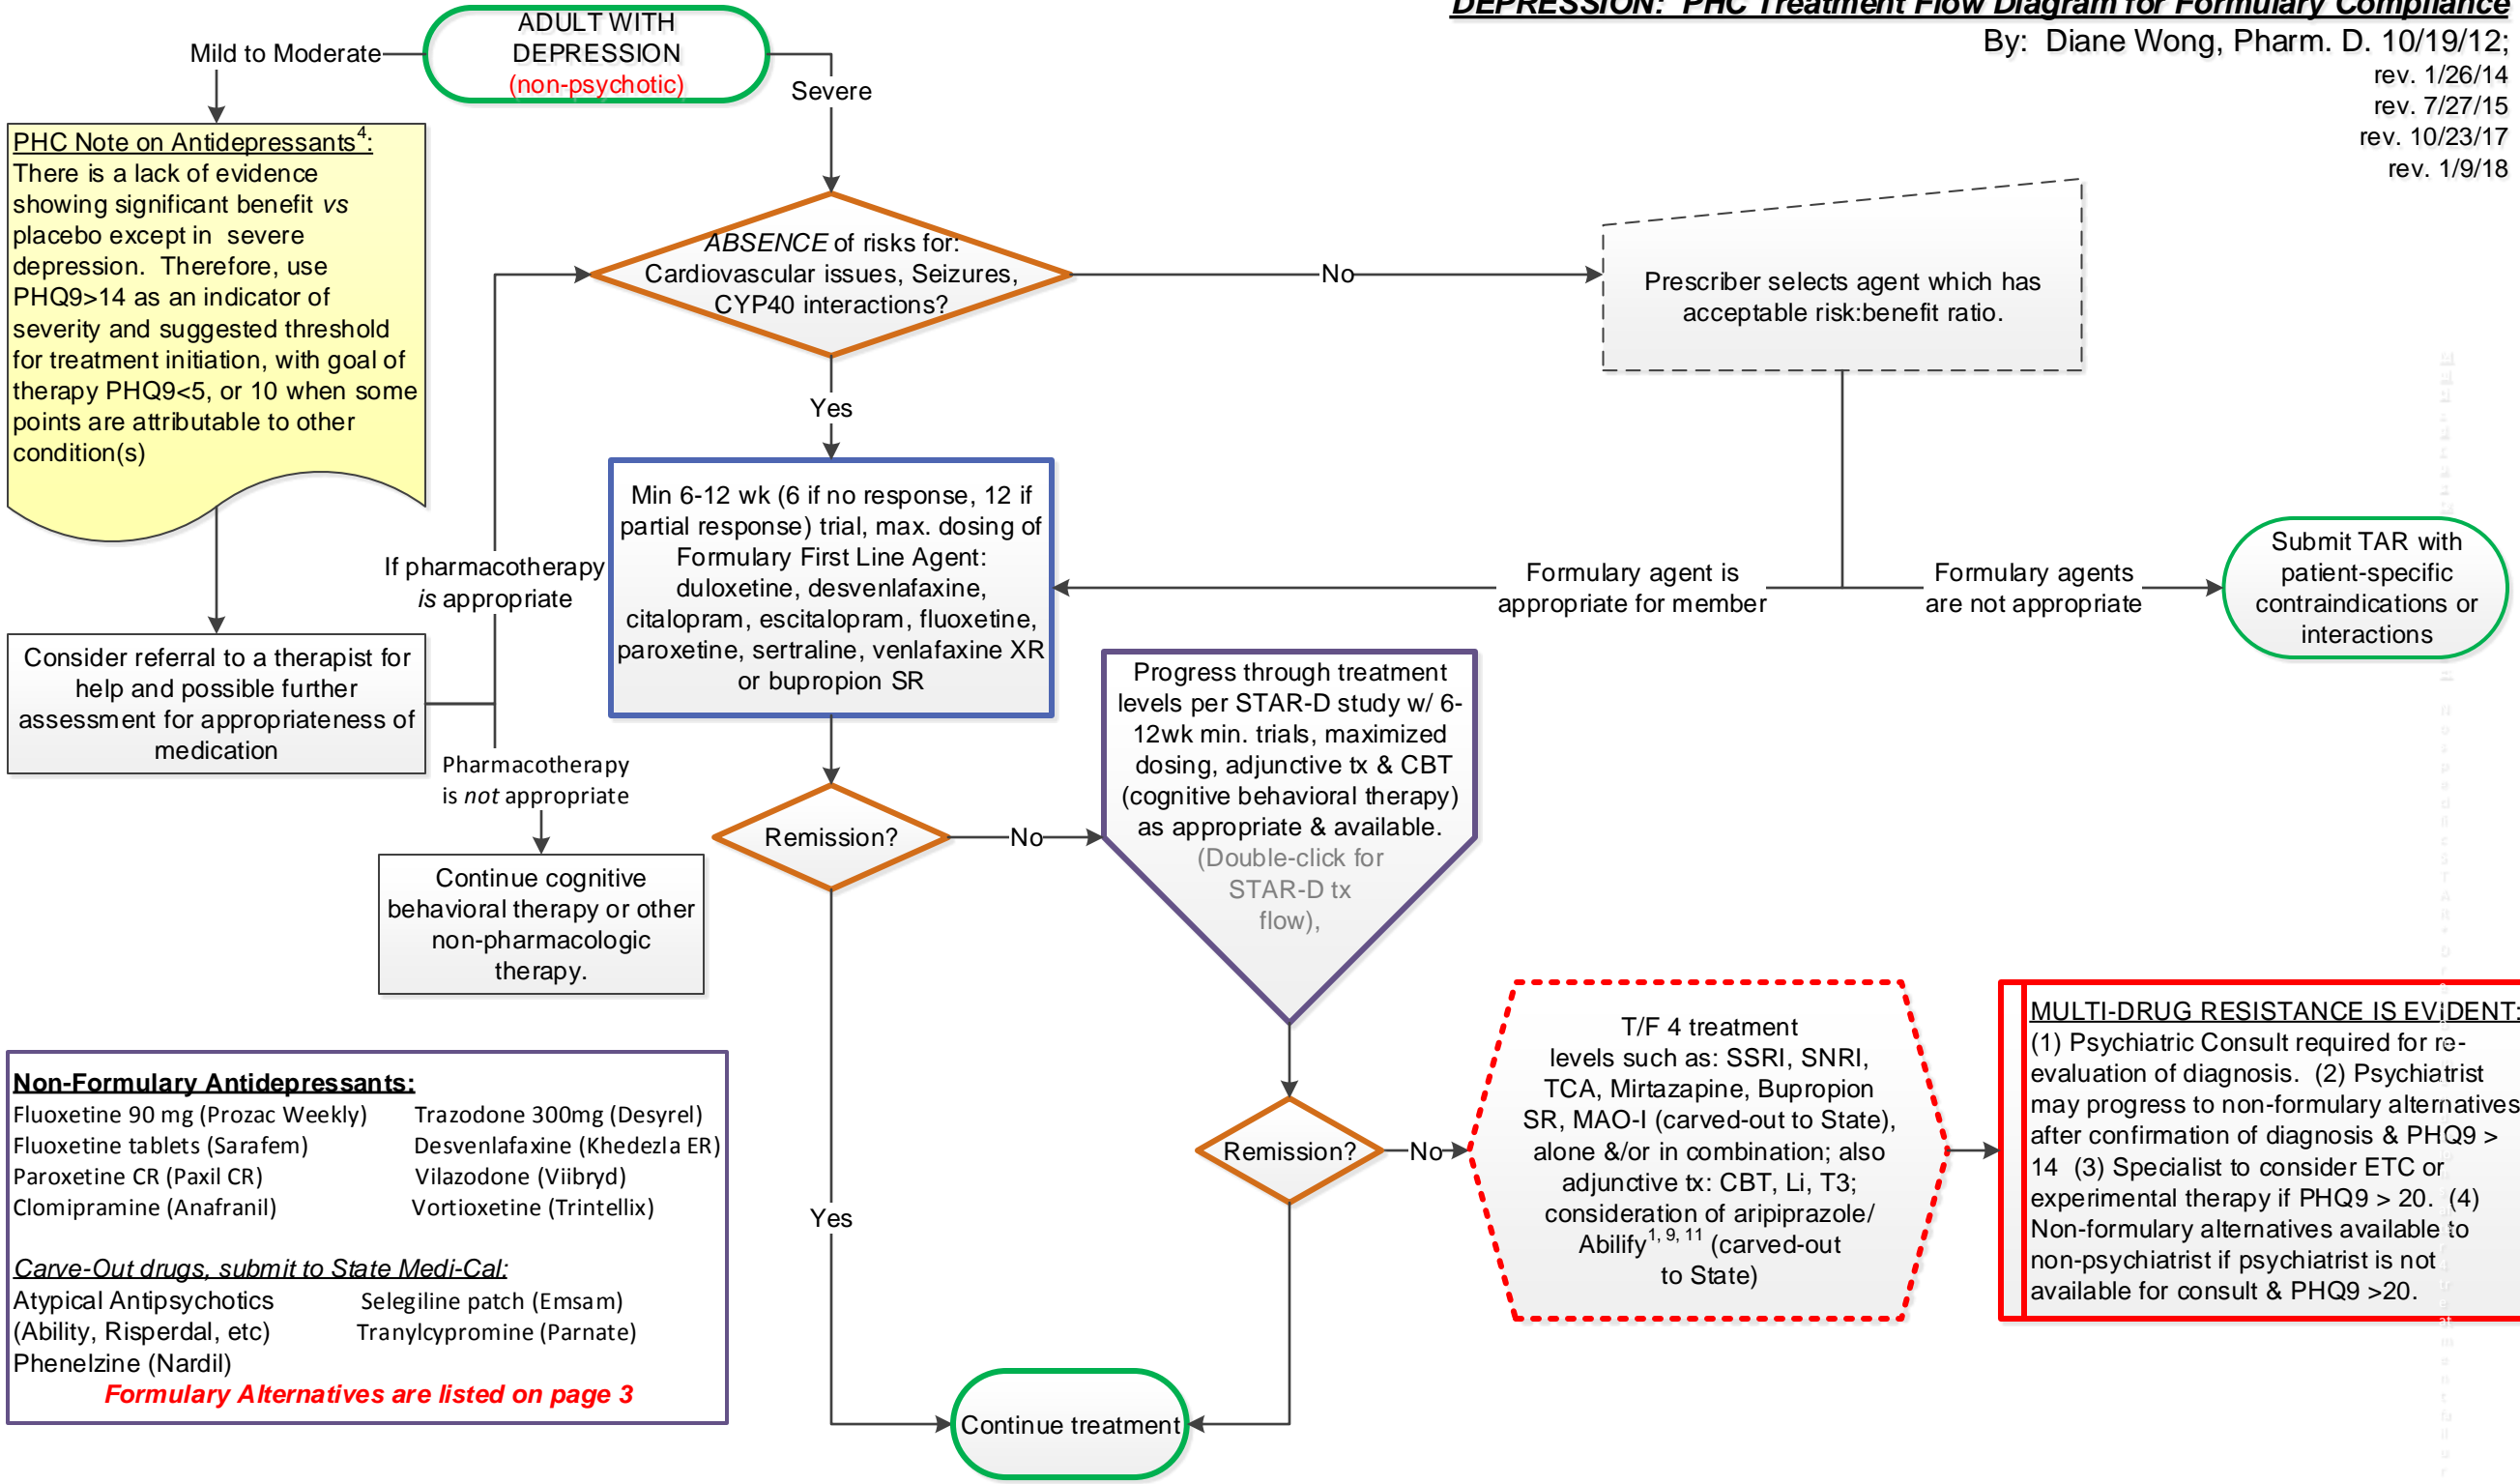 DEPRESSION: PHC Treatment Flow Diagram for Formulary Compliance
By: Diane Wong, Pharm. D. 10/19/12;
rev. 1/26/14
rev. 7/27/15
rev. 10/23/17
rev. 1/9/18
ADULT WITH
DEPRESSION
(non-psychotic)
Mild to Moderate
Severe
PHC Note on Antidepressants4:
There is a lack of evidence
showing significant benefit vs
placebo except in severe
depression. Therefore, use
PHQ9>14 as an indicator of
severity and suggested threshold
for treatment initiation, with goal of
therapy PHQ9<5, or 10 when some
points are attributable to other
condition(s)
ABSENCE of risks for:
Cardiovascular issues, Seizures,
CYP40 interactions?
No
Prescriber selects agent which has
acceptable risk:benefit ratio.
Yes
Min 6-12 wk (6 if no response, 12 if
partial response) trial, max. dosing of
Formulary First Line Agent:
duloxetine, desvenlafaxine,
citalopram, escitalopram, fluoxetine,
paroxetine, sertraline, venlafaxine XR
or bupropion SR
If pharmacotherapy
is appropriate
Formulary agent is
appropriate for member
Formulary agents
are not appropriate
Submit TAR with
patient-specific
contraindications or
interactions
Consider referral to a therapist for
help and possible further
assessment for appropriateness of
medication
Pharmacotherapy
is not appropriate
Continue cognitive
behavioral therapy or other
non-pharmacologic
therapy.
Remission?
No
Progress through treatment
levels per STAR-D study w/ 6-
12wk min. trials, maximized
dosing, adjunctive tx & CBT
(cognitive behavioral therapy)
as appropriate & available.
(Double-click for
STAR-D tx
flow),
Remission?
No
T/F 4 treatment
levels such as: SSRI, SNRI,
TCA, Mirtazapine, Bupropion
SR, MAO-I (carved-out to State),
alone &/or in combination; also
adjunctive tx: CBT, Li, T3;
consideration of aripiprazole/
Abilify1, 9, 11 (carved-out
to State)
MULTI-DRUG RESISTANCE IS EVIDENT:
(1) Psychiatric Consult required for re-
evaluation of diagnosis. (2) Psychiatrist
may progress to non-formulary alternatives
after confirmation of diagnosis & PHQ9 >
14 (3) Specialist to consider ETC or
experimental therapy if PHQ9 > 20. (4)
Non-formulary alternatives available to
non-psychiatrist if psychiatrist is not
available for consult & PHQ9 >20.
Yes
Continue treatment
Non-Formulary Antidepressants:
Fluoxetine 90 mg (Prozac Weekly) Trazodone 300mg (Desyrel)
Fluoxetine tablets (Sarafem) Desvenlafaxine (Khedezla ER)
Paroxetine CR (Paxil CR) Vilazodone (Viibryd)
Clomipramine (Anafranil) Vortioxetine (Trintellix)
Carve-Out drugs, submit to State Medi-Cal:
Atypical Antipsychotics Selegiline patch (Emsam)
(Ability, Risperdal, etc) Tranylcypromine (Parnate)
Phenelzine (Nardil)
Formulary Alternatives are listed on page 3